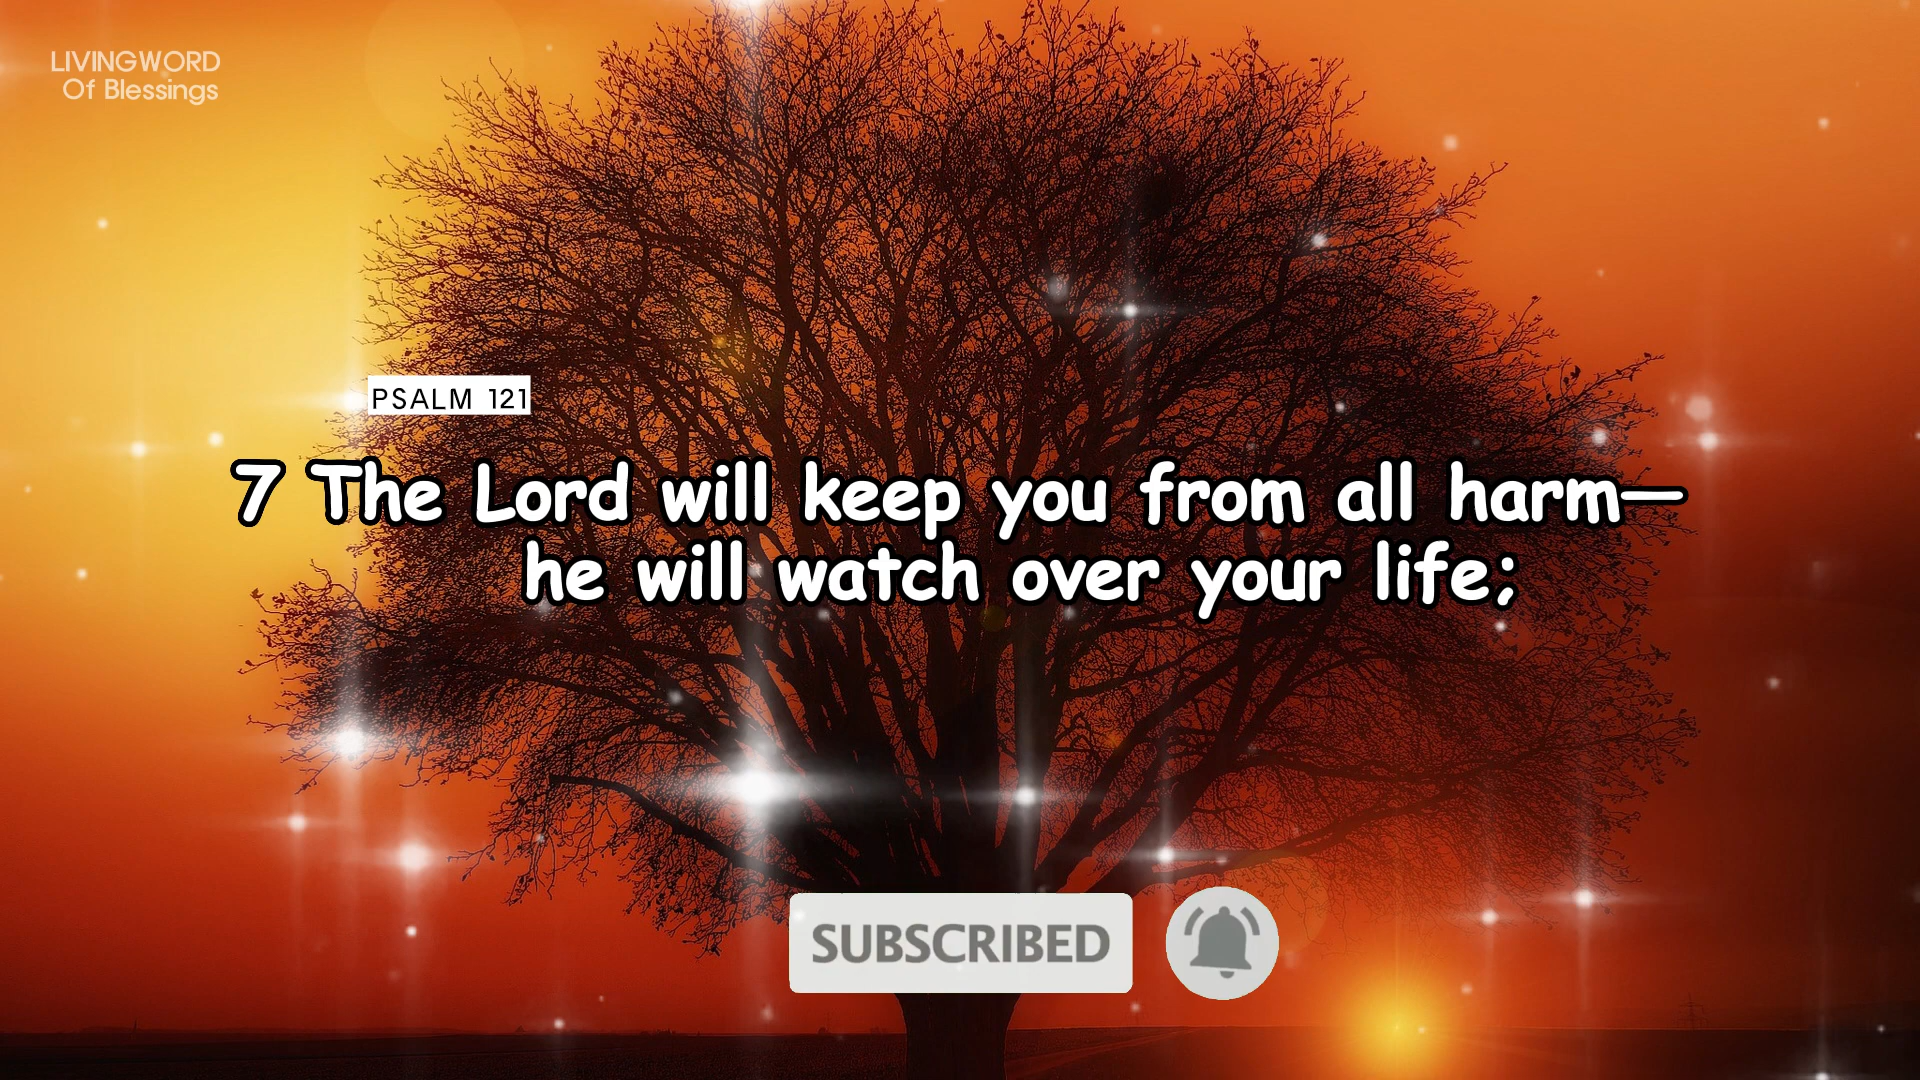 LIVINGWORD
Of Blessings
PSALM 121
7 The Lord will keep you from all harm—
he will watch over your life;
SUBSCRIBED